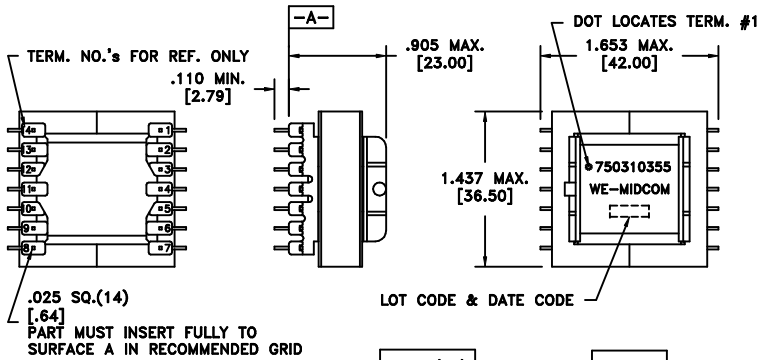 -A-
DOT LOCATES TERM. #1
TERM. NO.'s FOR REF. ONLY
.905 MAX.
[23.00]
1.653 MAX.
[42.00]
.110 MIN.
[2.79]
4
3
2
11
0
9
8
1
2
3
4
5
6
7
1.437 MAX.
[36.50]
750310355
WE-MIDCOM
LOT CODE & DATE CODE
.025 SQ.(14)
[.64]
PART MUST INSERT FULLY TO
SURFACE A IN RECOMMENDED GRID